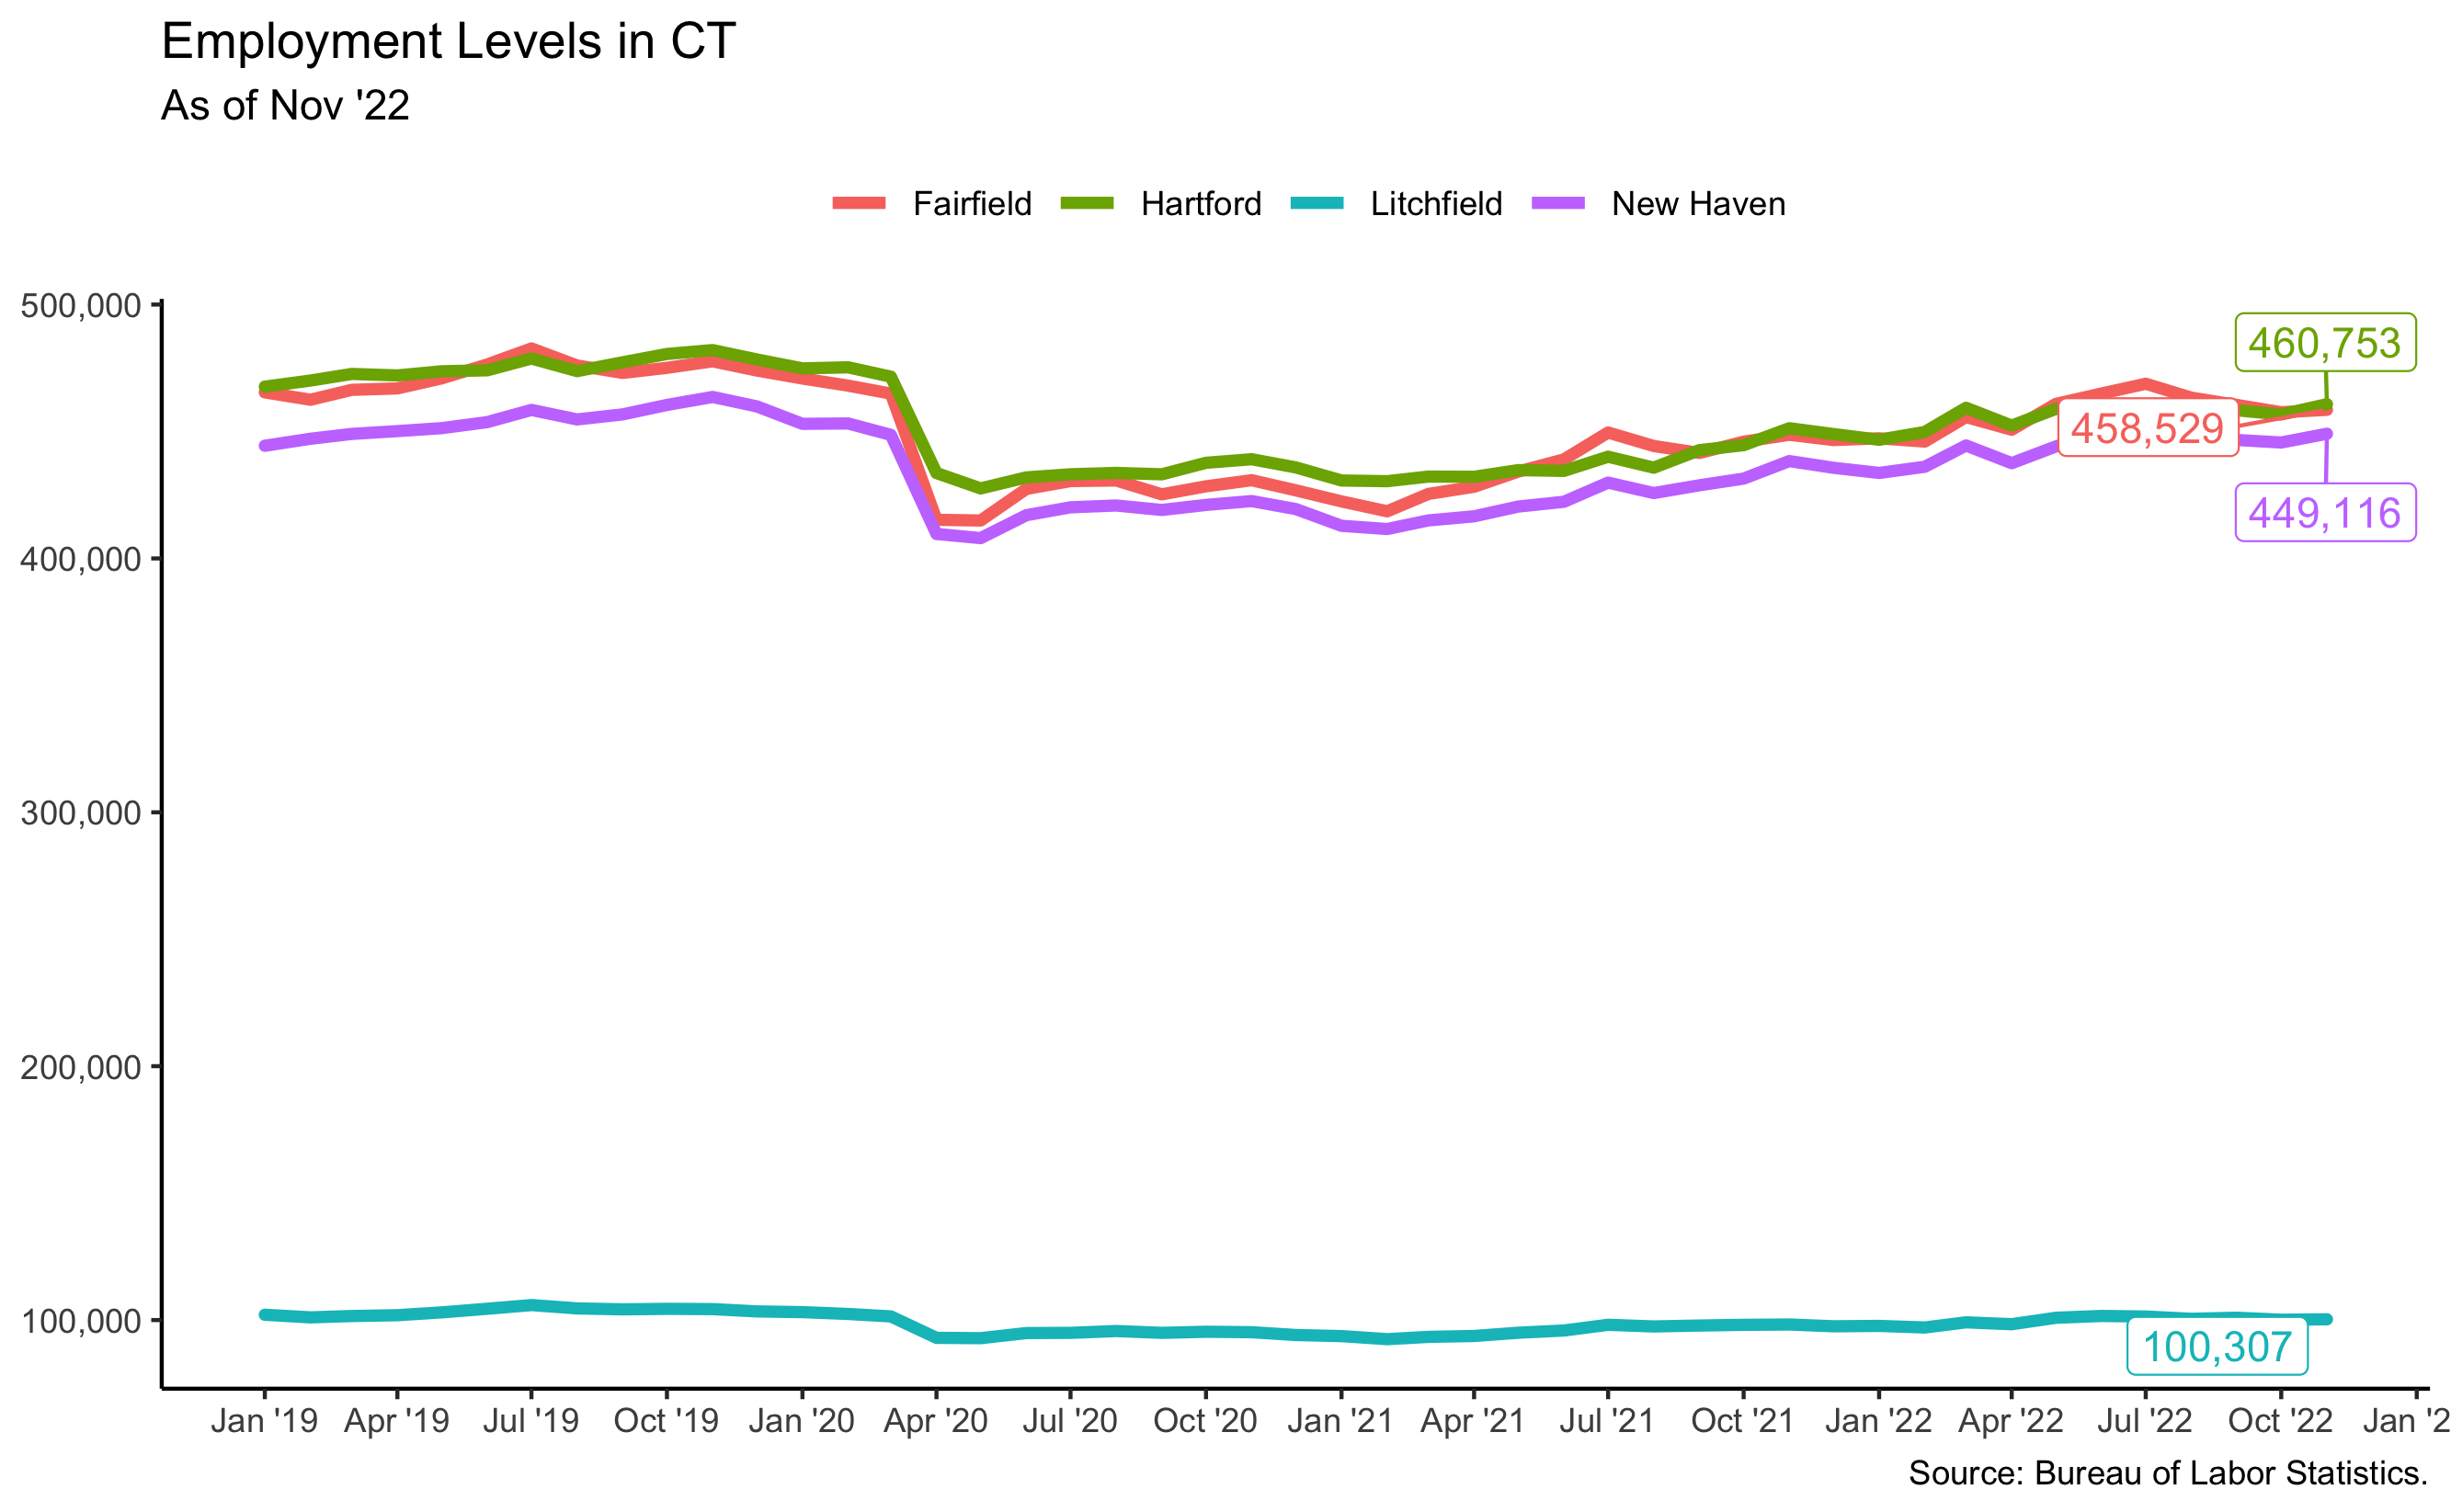 Employment Levels in CT
As of Nov '22
Fairfield Hartford Litchfield New Haven
500,000
400,000
300,000
200,000
100,000
460,753
458,529
449,116
100,307
Jan '19 Apr '19 Jul '19 Oct '19 Jan '20 Apr '20 Jul '20 Oct '20 Jan '21 Apr '21 Jul '21 Oct '21 Jan '22 Apr '22 Jul '22 Oct '22 Jan '2
Source: Bureau of Labor Statistics.